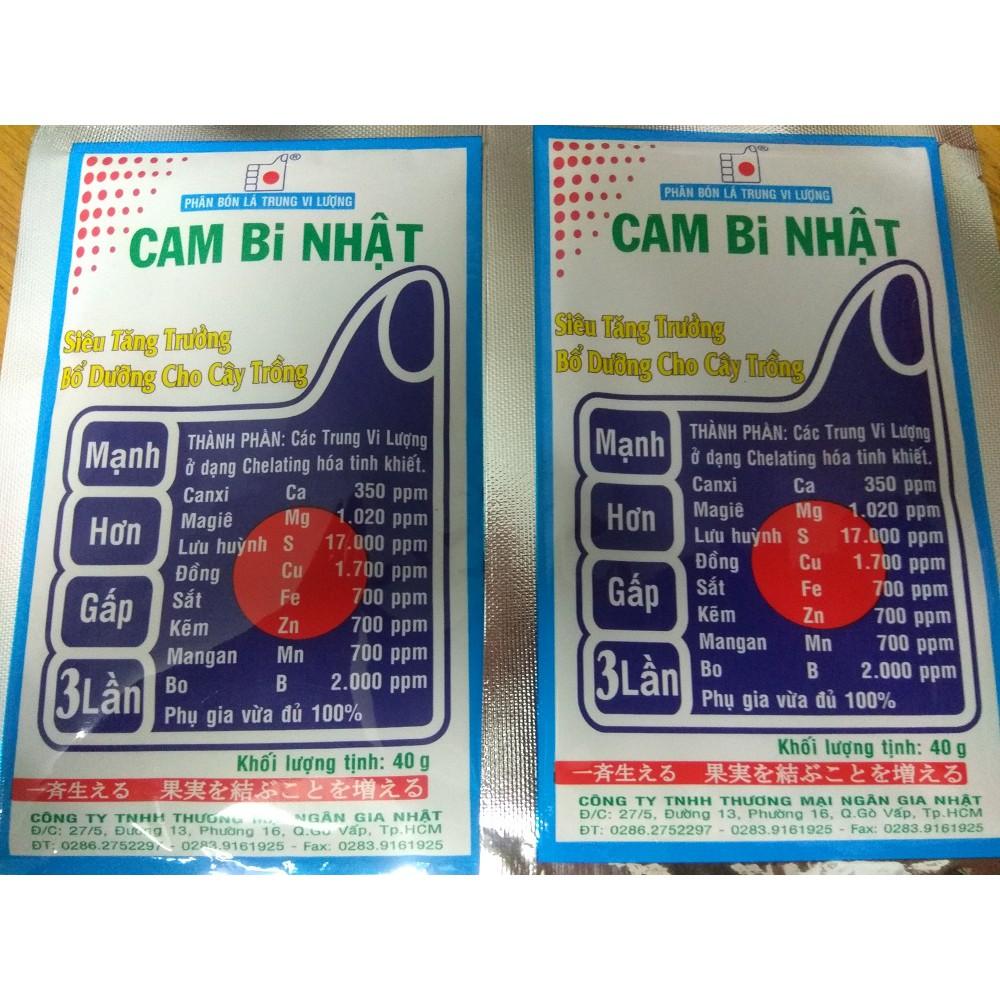 ®
PHÂN BÓN LÁ TRUNG VI LƯỢNG
CAM Bi NHẬT
Siêu Tăng Trưởng
Bổ Dưỡng Cho Cây Trồng
Mạnh
Hơn
Gấp
3Lần
THÀNH PHẦN: Các Trung Vi Lượng
ở dạng Chelating hóa tinh khiết.
Canxi Ca 350 ppm
Magiê Mg 1.020 ppm
Lưu huỳnh S 17.000 ppm
Đồng Cu 1.700 ppm
Sắt Fe 700 ppm
Kẽm Zn 700 ppm
Mangan Mn 700 ppm
Bo B 2.000 ppm
Phụ gia vừa đủ 100%
Khối lượng tịnh: 40 g
一斉生える 果実を結ぶことを増える
CÔNG TY TNHH THƯƠNG MẠI NGÂN GIA NHẬT
Đ/C: 27/5, Đường 13, Phường 16, Q.Gò Vấp, Tp.HCM
ĐT: 0286.2752297 - 0283.9161925 - Fax: 0283.9161925
®
PHÂN BÓN LÁ TRUNG VI LƯỢNG
CAM Bi NHẬT
Siêu Tăng Trưởng
Bổ Dưỡng Cho Cây Trồng
Mạnh
Hơn
Gấp
3Lần
THÀNH PHẦN: Các Trung Vi Lượng
ở dạng Chelating hóa tinh khiết.
Canxi Ca 350 ppm
Magiê Mg 1.020 ppm
Lưu huỳnh S 17.000 ppm
Đồng Cu 1.700 ppm
Sắt Fe 700 ppm
Kẽm Zn 700 ppm
Mangan Mn 700 ppm
Bo B 2.000 ppm
Phụ gia vừa đủ 100%
Khối lượng tịnh: 40 g
一斉生える 果実を結ぶことを増える
CÔNG TY TNHH THƯƠNG MẠI NGÂN GIA NHẬT
Đ/C: 27/5, Đường 13, Phường 16, Q.Gò Vấp, Tp.HCM
ĐT: 0286.2752297 - 0283.9161925 - Fax: 0283.9161925